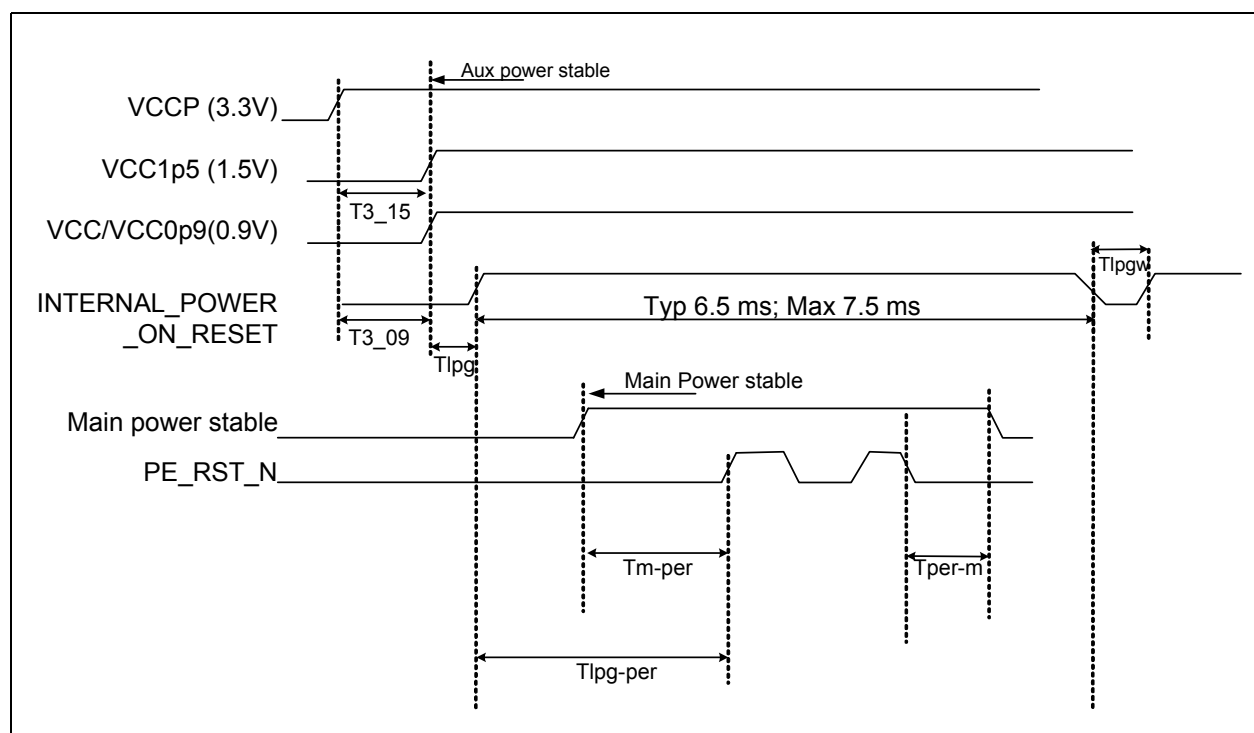 Aux power stable
VCCP (3.3V)
VCC1p5 (1.5V)
T3_15
VCC/VCC0p9(0.9V)
Tlpgw
INTERNAL_POWER
_ON_RESET
Typ 6.5 ms; Max 7.5 ms
T3_09
Tlpg
Main Power stable
Main power stable
PE_RST_N
Tm-per
Tper-m
Tlpg-per